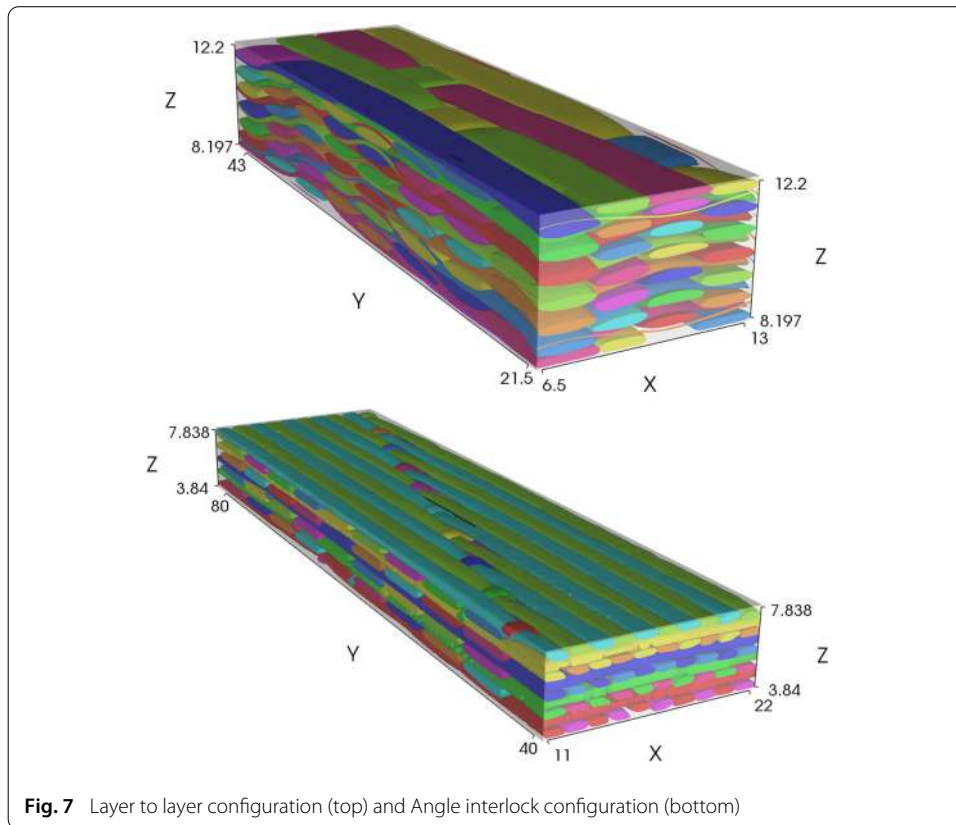 12.2
Z
8.197
43
12.2
Z
Y
8.197
13
21.5
6.5
X
7.838
Z
3.84
80
7.838
Y
Z
3.84
22
40
11
X
Fig. 7 Layer to layer configuration (top) and Angle interlock configuration (bottom)